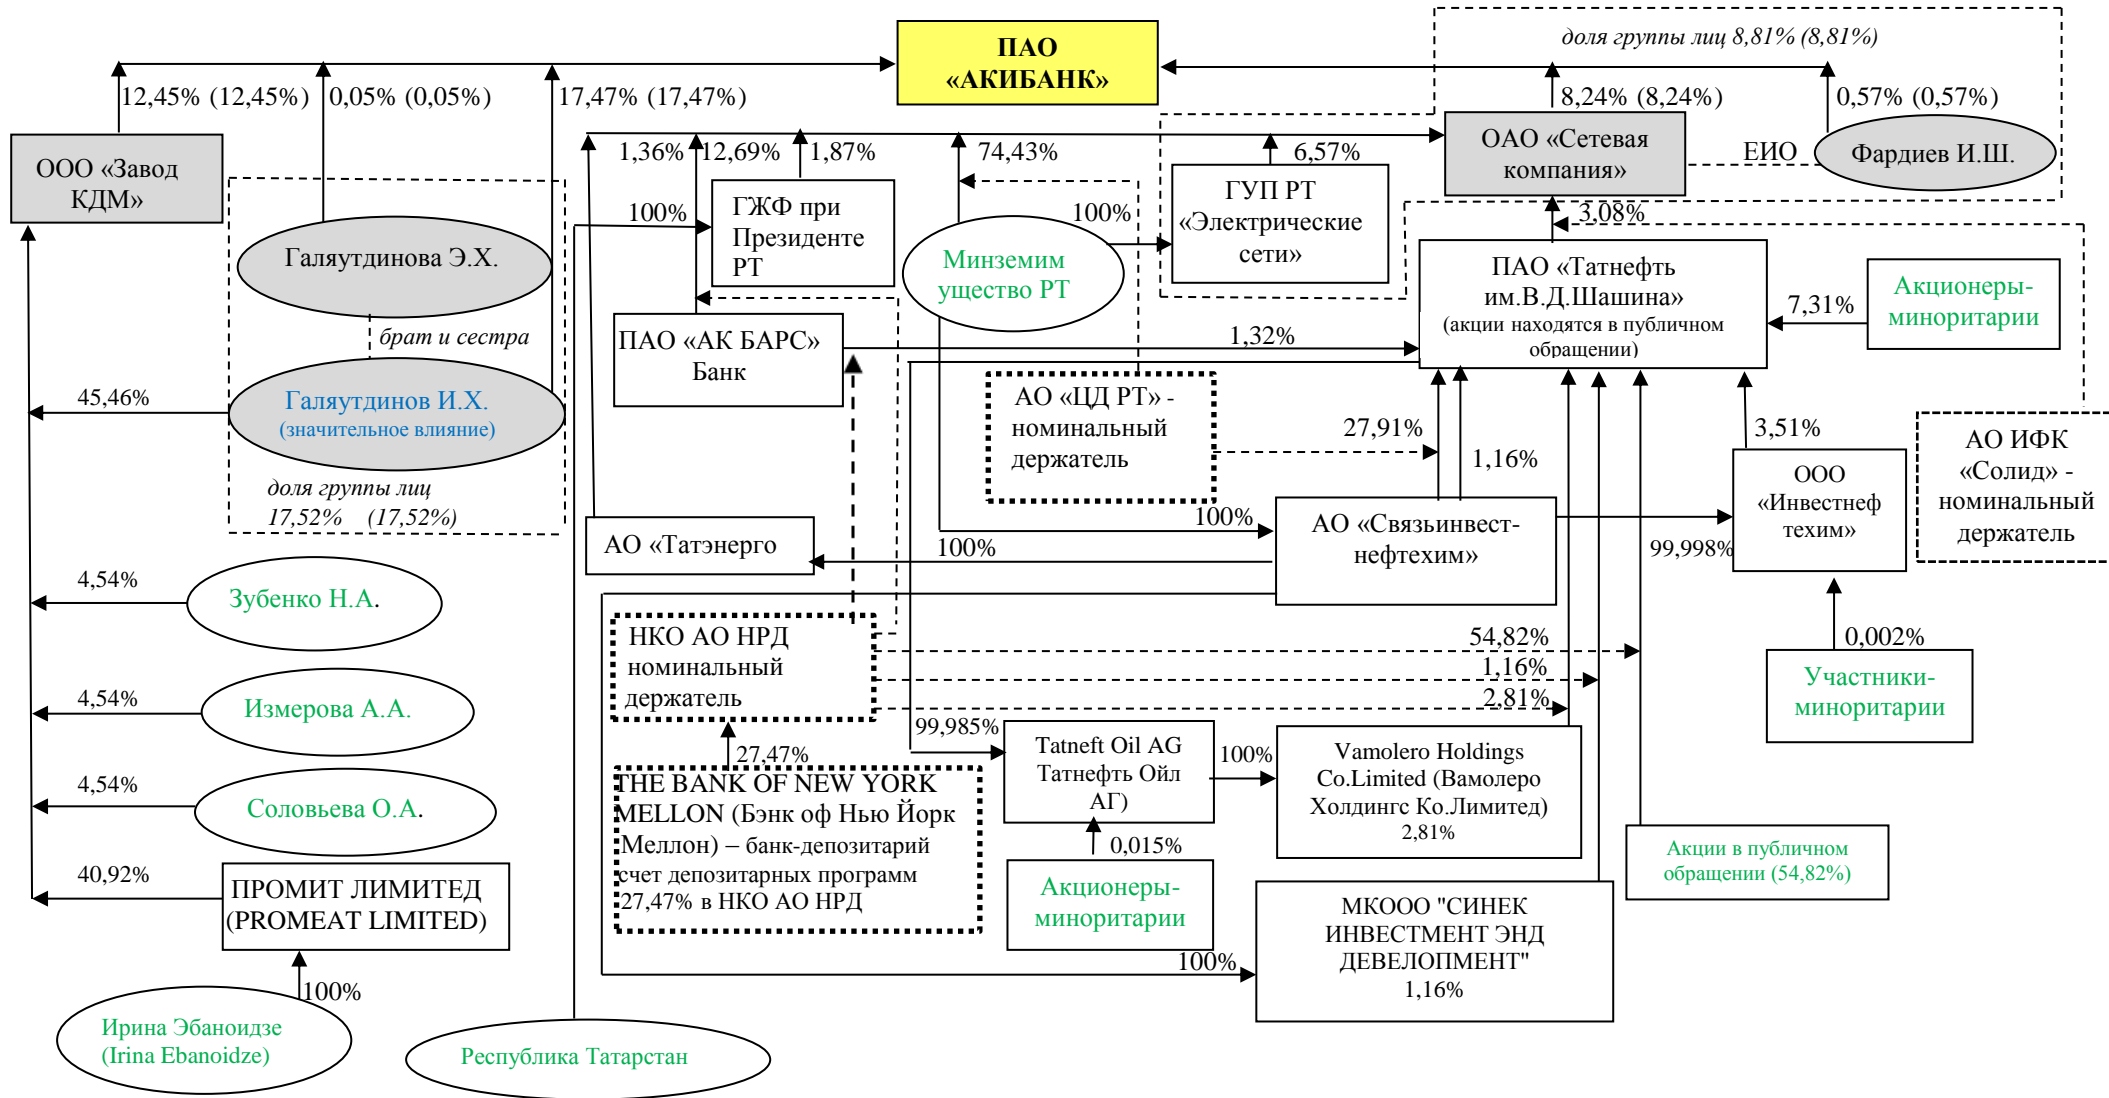 ПАО
«АКИБАНК»
доля группы лиц 8,81% (8,81%)
12,45% (12,45%)
0,05% (0,05%)
17,47% (17,47%)
8,24% (8,24%)
0,57% (0,57%)
ООО «Завод
КДМ»
1,36%
12,69%
1,87%
74,43%
6,57%
ОАО «Сетевая
компания»
ЕИО
Фардиев И.Ш.
Галяутдинова Э.Х.
брат и сестра
Галяутдинов И.Х.
(значительное влияние)
доля группы лиц
17,52% (17,52%)
45,46%
100%
ГЖФ при
Президенте
РТ
Минземим
ущество РТ
100%
ГУП РТ
«Электрические
сети»
3,08%
ПАО «Татнефть
им.В.Д.Шашина»
(акции находятся в публичном
обращении)
7,31%
Акционеры-
миноритарии
ПАО «АК БАРС»
Банк
1,32%
АО «ЦД РТ» -
номинальный
держатель
27,91%
1,16%
3,51%
ООО
«Инвестнеф
техим»
АО ИФК
«Солид» -
номинальный
держатель
АО «Татэнерго
100%
100%
АО «Связьинвест-
нефтехим»
99,998%
4,54%
Зубенко Н.А.
4,54%
Измерова А.А.
4,54%
Соловьева О.А.
40,92%
ПРОМИТ ЛИМИТЕД
(PROMEAT LIMITED)
100%
Ирина Эбаноидзе
(Irina Ebanoidze)
Республика Татарстан
НКО АО НРД
номинальный
держатель
54,82%
1,16%
2,81%
0,002%
Участники-
миноритарии
27,47%
THE BANK OF NEW YORK
MELLON (Бэнк оф Нью Йорк
Меллон) – банк-депозитарий
счет депозитарных программ
27,47% в НКО АО НРД
99,985%
Tatneft Oil AG
Татнефть Ойл
АГ)
100%
Vamolero Holdings
Co.Limited (Вамолеро
Холдингс Ко.Лимитед)
2,81%
0,015%
Акционеры-
миноритарии
Акции в публичном
обращении (54,82%)
100%
МКООО "СИНЕК
ИНВЕСТМЕНТ ЭНД
ДЕВЕЛОПМЕНТ"
1,16%